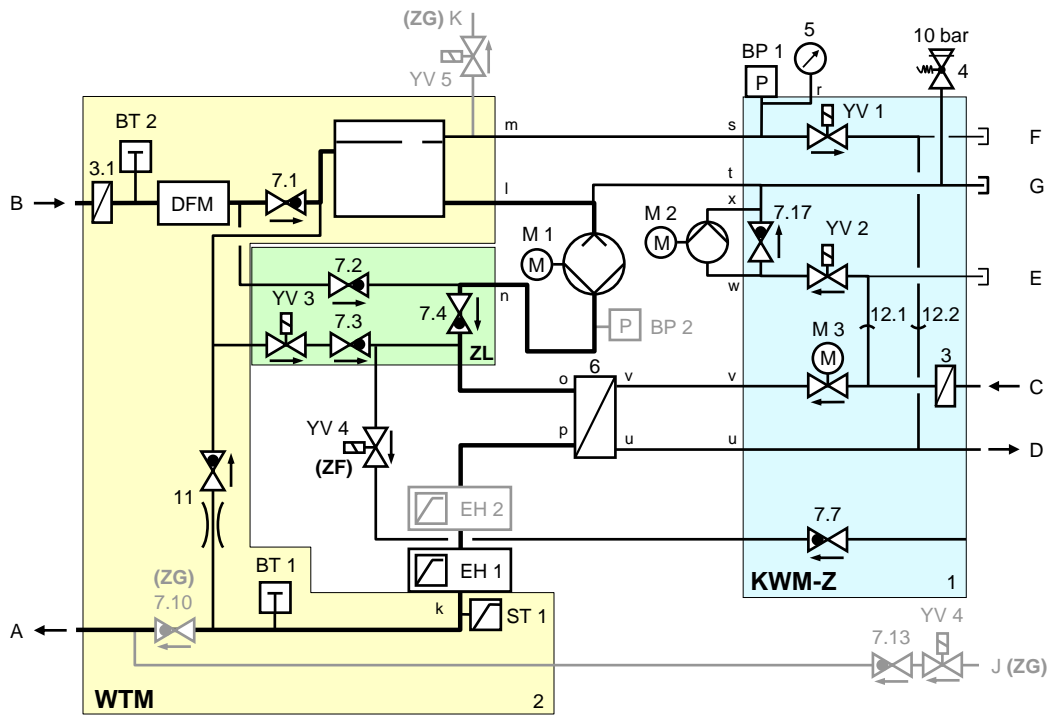 (ZG) K
YV 5
5
10 bar
BP 1
P
r
4
BT 2
3.1
T
m
s
YV 1
F
7.1
B
DFM
l
t
G
x
M 2
M
7.17
YV 2
M 1
M
7.2
n
w
E
YV 3
7.4
P
BP 2
12.1
12.2
7.3
M 3
M
ZL
6
3
o
v
v
C
p
YV 4
(ZF)
u
u
D
11
EH 2
7.7
BT 1
T
EH 1
KWM-Z
1
(ZG)
7.10
k
ST 1
A
YV 4
7.13
J (ZG)
WTM
2